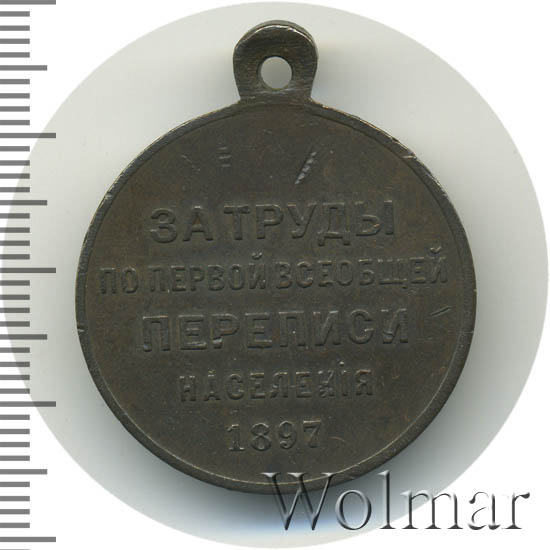 ЗА ТРУДЫ
ПО ПЕРВОЙ ВСЕОБЩЕЙ
ПЕРЕПИСИ
НАСЕЛЕНІЯ
1897
Wolmar